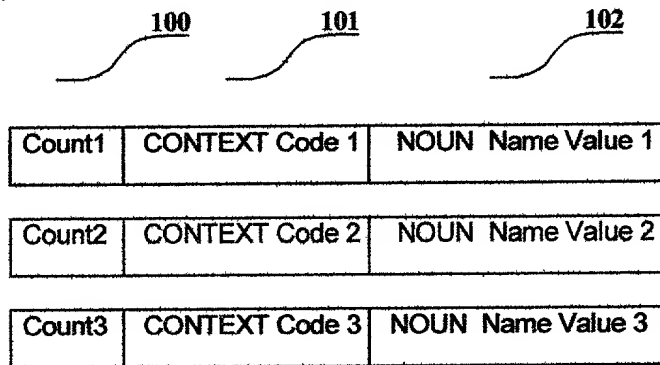 100 101 102
Count1 CONTEXT Code 1 NOUN Name Value 1
Count2 CONTEXT Code 2 NOUN Name Value 2
Count3 CONTEXT Code 3 NOUN Name Value 3